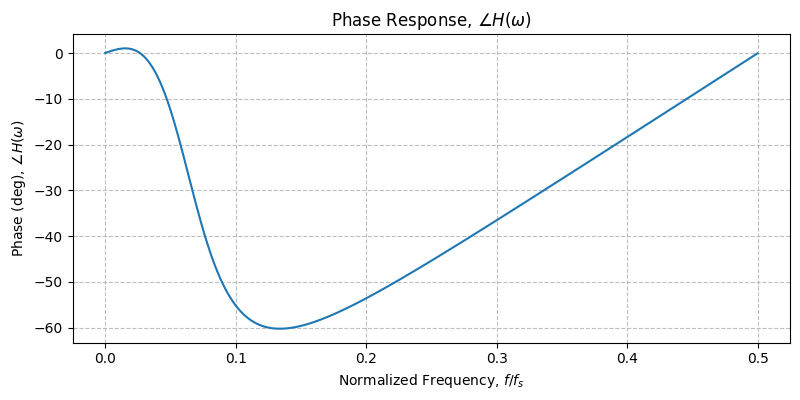 Phase Response, ∠H(ω)
Phase (deg), ∠H(ω)
0
−10
−20
−30
−40
−50
−60
0.0 0.1 0.2 0.3 0.4 0.5
Normalized Frequency, f/fₛ